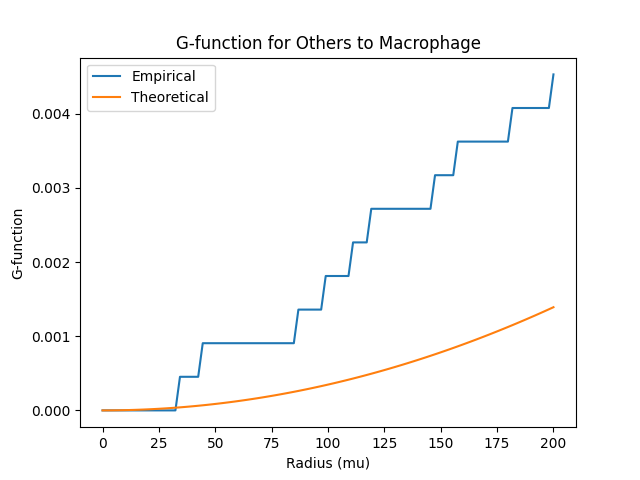 G-function for Others to Macrophage
Empirical
Theoretical
0.004
0.003
0.002
0.001
0.000
G-function
0 25 50 75 100 125 150 175 200
Radius (mu)